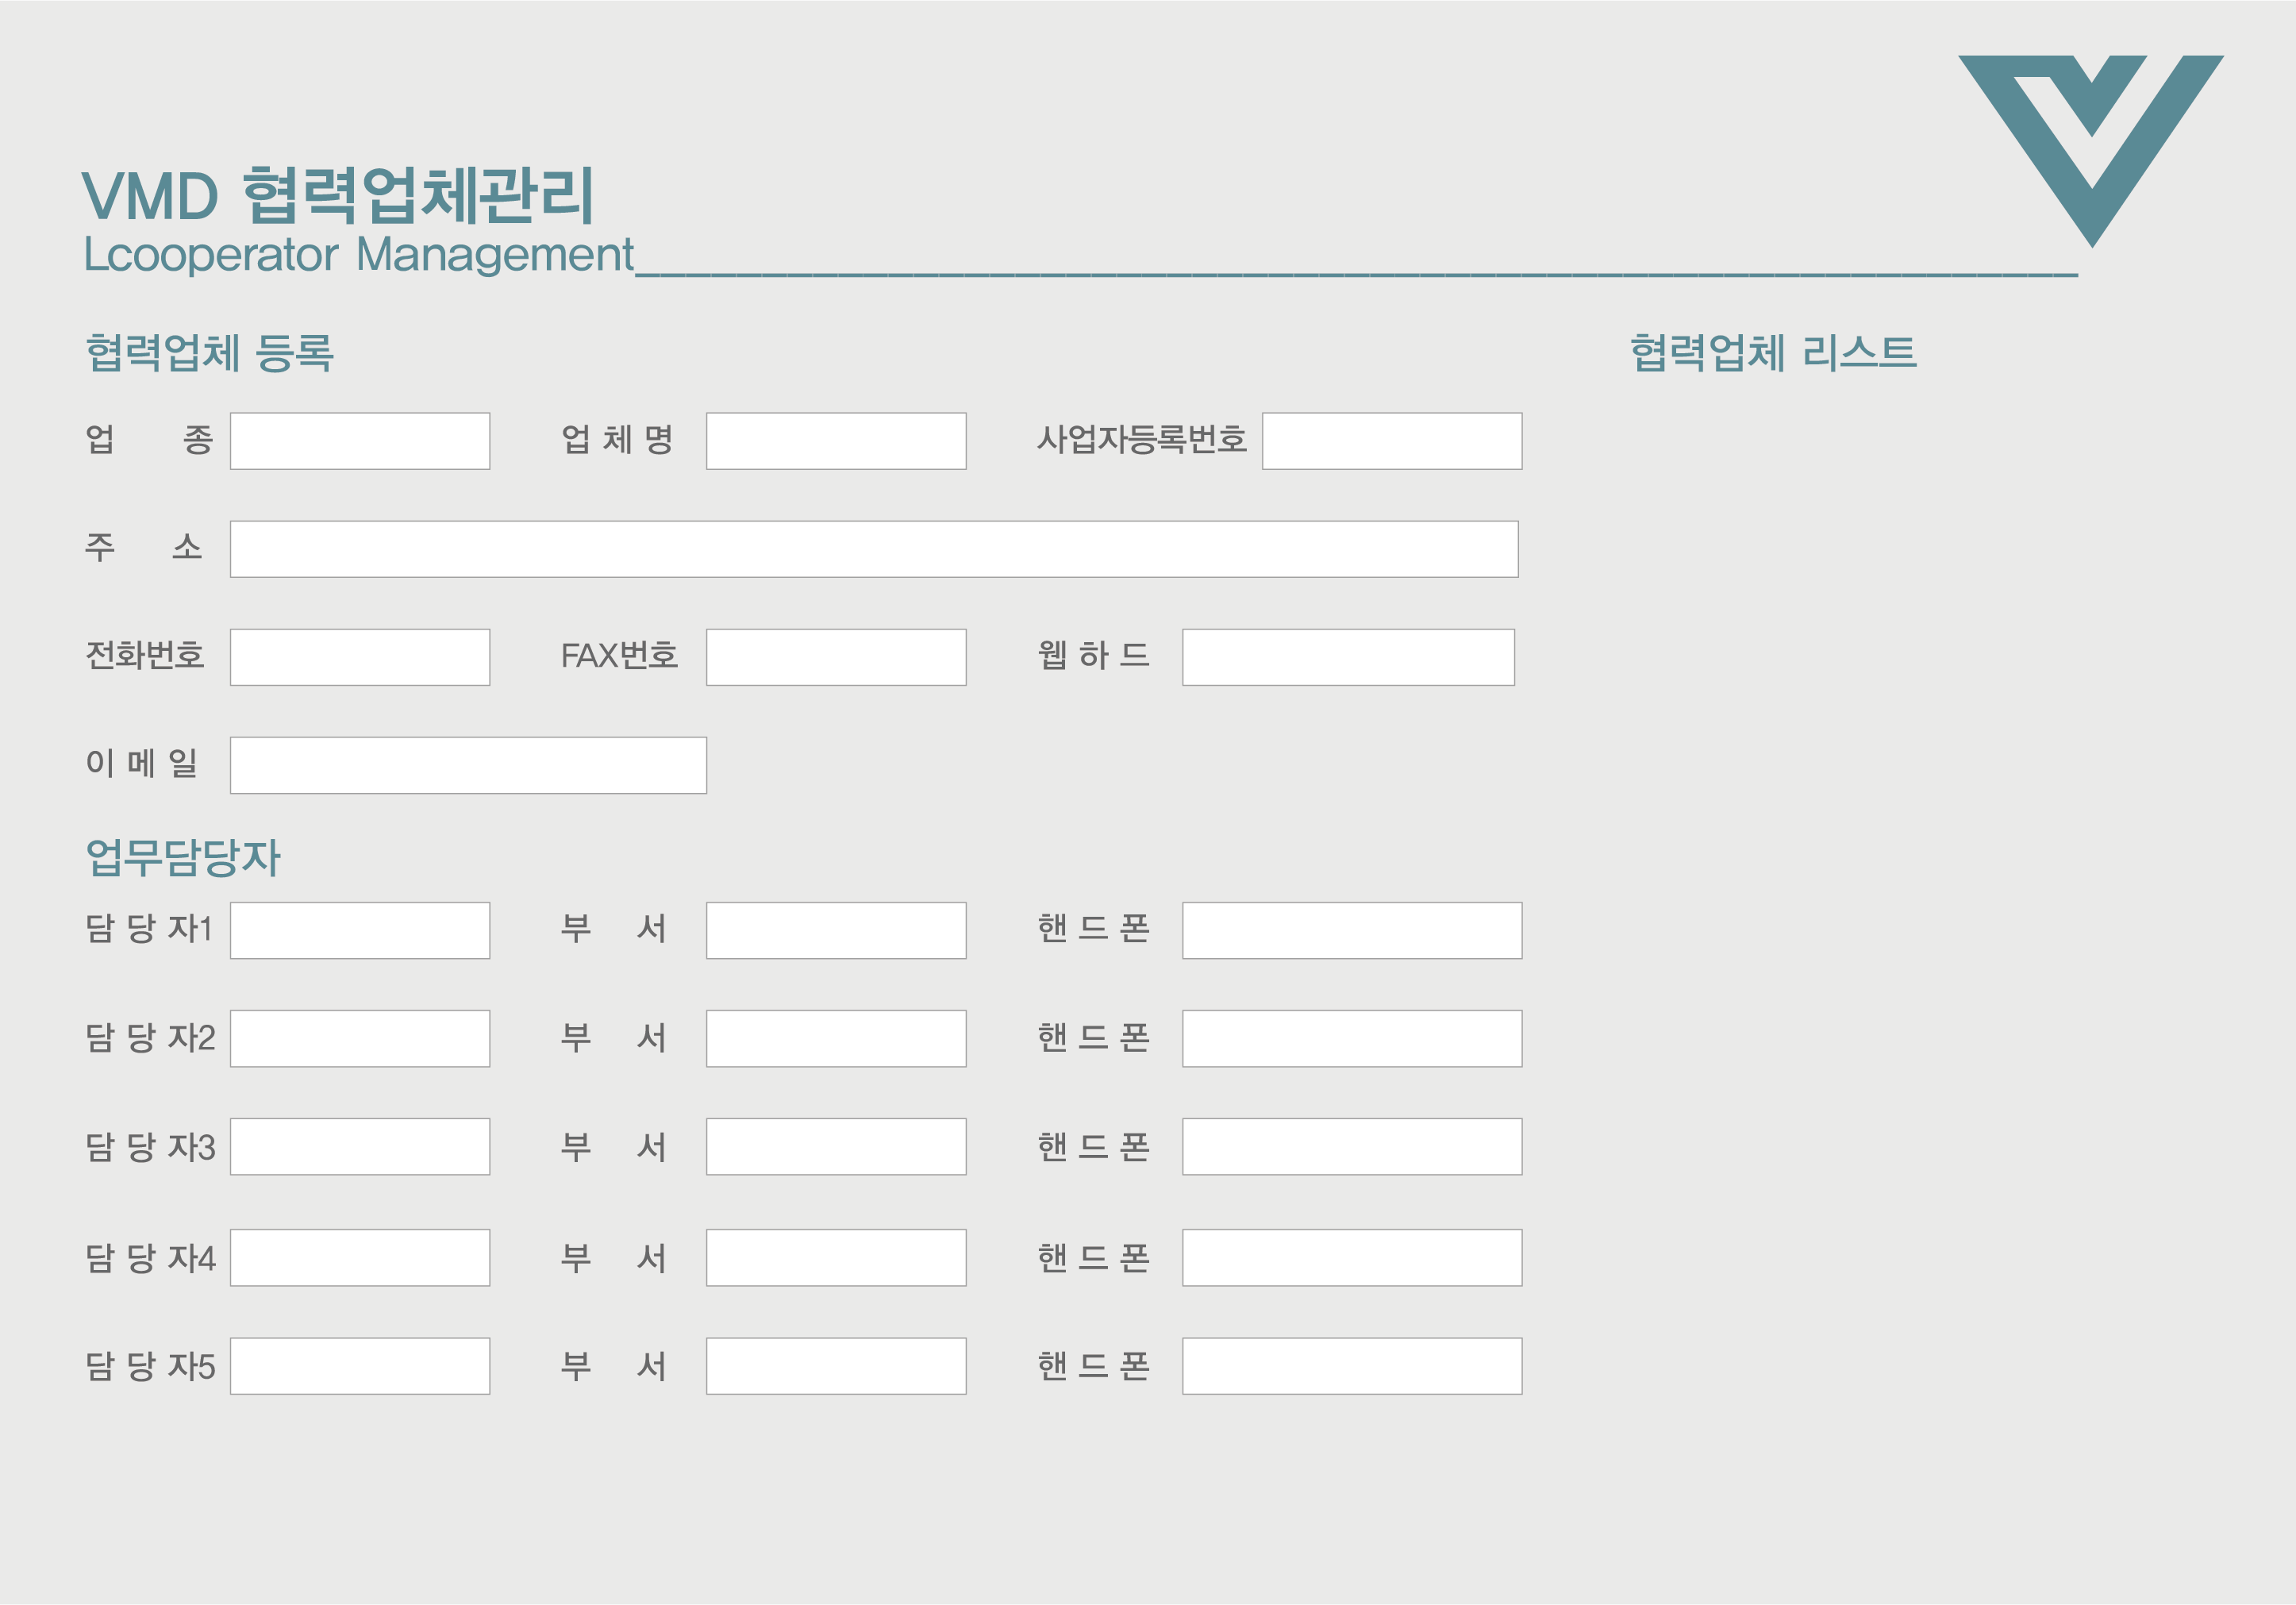 VMD 협력업체관리
Lcooperator Management
협력업체 등록
협력업체 리스트
업 종 업 체 명 사업자등록번호
주 소
전화번호 FAX번호 웹 하 드
이 메 일
업무담당자
담 당 자1 부 서 핸 드 폰
담 당 자2 부 서 핸 드 폰
담 당 자3 부 서 핸 드 폰
담 당 자4 부 서 핸 드 폰
담 당 자5 부 서 핸 드 폰